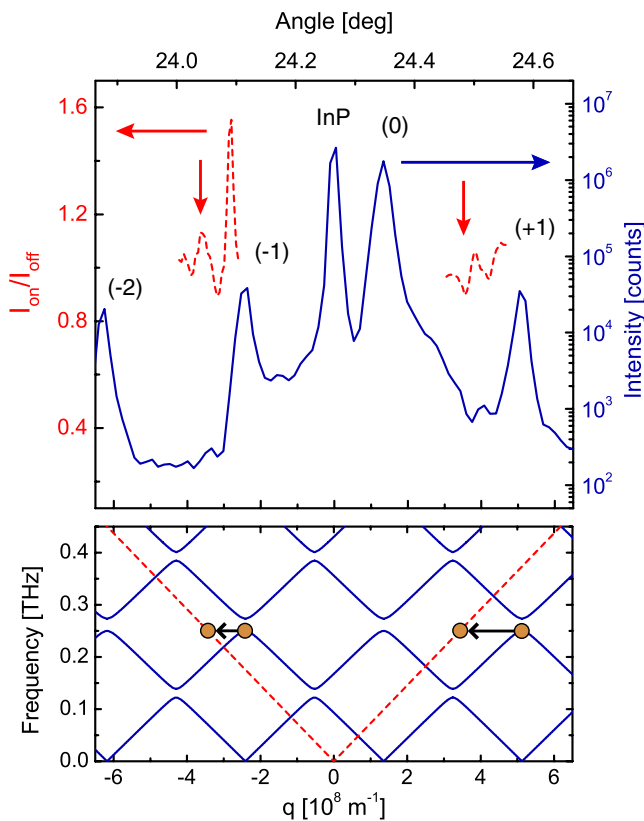 Angle [deg]
24.0 24.2 24.4 24.6
1.6
1.2
0.8
0.4
I_on/I_off
InP
(0)
(-1)
(-2)
(+1)
10^7
10^6
10^5
10^4
10^3
10^2
Intensity [counts]
0.4
0.3
0.2
0.1
0.0
Frequency [THz]
-6 -4 -2 0 2 4 6
q [10^8 m^-1]